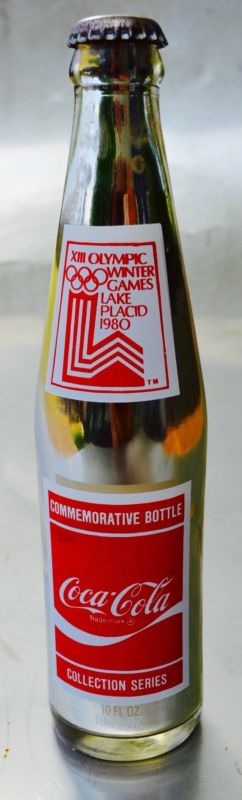 XIII OLYMPIC
WINTER
GAMES
LAKE
PLACID
1980
TM
COMMEMORATIVE BOTTLE
Coca-Cola
Trademark ®
COLLECTION SERIES
10 FL OZ